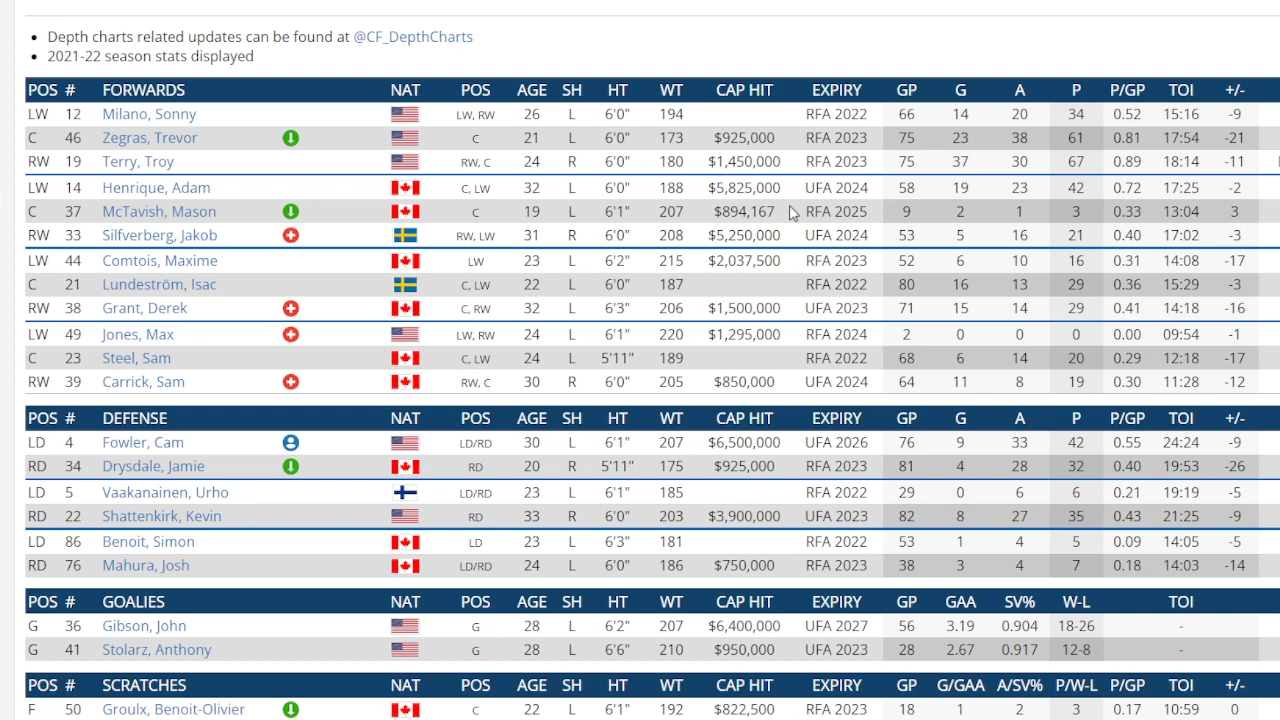 Depth charts related updates can be found at @CF_DepthCharts
2021-22 season stats displayed
POS # FORWARDS NAT POS AGE SH HT WT CAP HIT EXPIRY GP G A P P/GP TOI +/-
LW 12 Milano, Sonny LW, RW 26 L 6'0" 194 RFA 2022 66 14 20 34 0.52 15:16 -9
C 46 Zegras, Trevor C 21 L 6'0" 173 $925,000 RFA 2023 75 23 38 61 0.81 17:54 -21
RW 19 Terry, Troy RW, C 24 R 6'0" 180 $1,450,000 RFA 2023 75 37 30 67 0.89 18:14 -11
LW 14 Henrique, Adam C, LW 32 L 6'0" 188 $5,825,000 UFA 2024 58 19 23 42 0.72 17:25 -2
C 37 McTavish, Mason C 19 L 6'1" 207 $894,167 RFA 2025 9 2 1 3 0.33 13:04 3
RW 33 Silfverberg, Jakob RW, LW 31 R 6'0" 208 $5,250,000 UFA 2024 53 5 16 21 0.40 17:02 -3
LW 44 Comtois, Maxime LW 23 L 6'2" 215 $2,037,500 RFA 2023 52 6 10 16 0.31 14:08 -17
C 21 Lundeström, Isac C, LW 22 L 6'0" 187 RFA 2022 80 16 13 29 0.36 15:29 -3
RW 38 Grant, Derek C, RW 32 L 6'3" 206 $1,500,000 UFA 2023 71 15 14 29 0.41 14:18 -16
LW 49 Jones, Max LW, RW 24 L 6'1" 220 $1,295,000 RFA 2024 2 0 0 0 0.00 09:54 -1
C 23 Steel, Sam C, LW 24 L 5'11" 189 RFA 2022 68 6 14 20 0.29 12:18 -17
RW 39 Carrick, Sam RW, C 30 R 6'0" 205 $850,000 UFA 2024 64 11 8 19 0.30 11:28 -12
POS # DEFENSE NAT POS AGE SH HT WT CAP HIT EXPIRY GP G A P P/GP TOI +/-
LD 4 Fowler, Cam LD/RD 30 L 6'1" 207 $6,500,000 UFA 2026 76 9 33 42 0.55 24:24 -9
RD 34 Drysdale, Jamie RD 20 R 5'11" 175 $925,000 RFA 2023 81 4 28 32 0.40 19:53 -26
LD 5 Vaakanainen, Urho LD/RD 23 L 6'1" 185 RFA 2022 29 0 6 6 0.21 19:19 -5
RD 22 Shattenkirk, Kevin RD 33 R 6'0" 203 $3,900,000 UFA 2023 82 8 27 35 0.43 21:25 -9
LD 86 Benoit, Simon LD 23 L 6'3" 181 RFA 2022 53 1 4 5 0.09 14:05 -5
RD 76 Mahura, Josh LD/RD 24 L 6'0" 186 $750,000 RFA 2023 38 3 4 7 0.18 14:03 -14
POS # GOALIES NAT POS AGE SH HT WT CAP HIT EXPIRY GP GAA SV% W-L TOI
G 36 Gibson, John G 28 L 6'2" 207 $6,400,000 UFA 2027 56 3.19 0.904 18-26 -
G 41 Stolarz, Anthony G 28 L 6'6" 210 $950,000 UFA 2023 28 2.67 0.917 12-8 -
POS # SCRATCHES NAT POS AGE SH HT WT CAP HIT EXPIRY GP G/GAA A/SV% P/W-L P/GP TOI +/-
F 50 Groulx, Benoit-Olivier C 22 L 6'1" 192 $822,500 RFA 2023 18 1 2 3 0.17 10:59 0